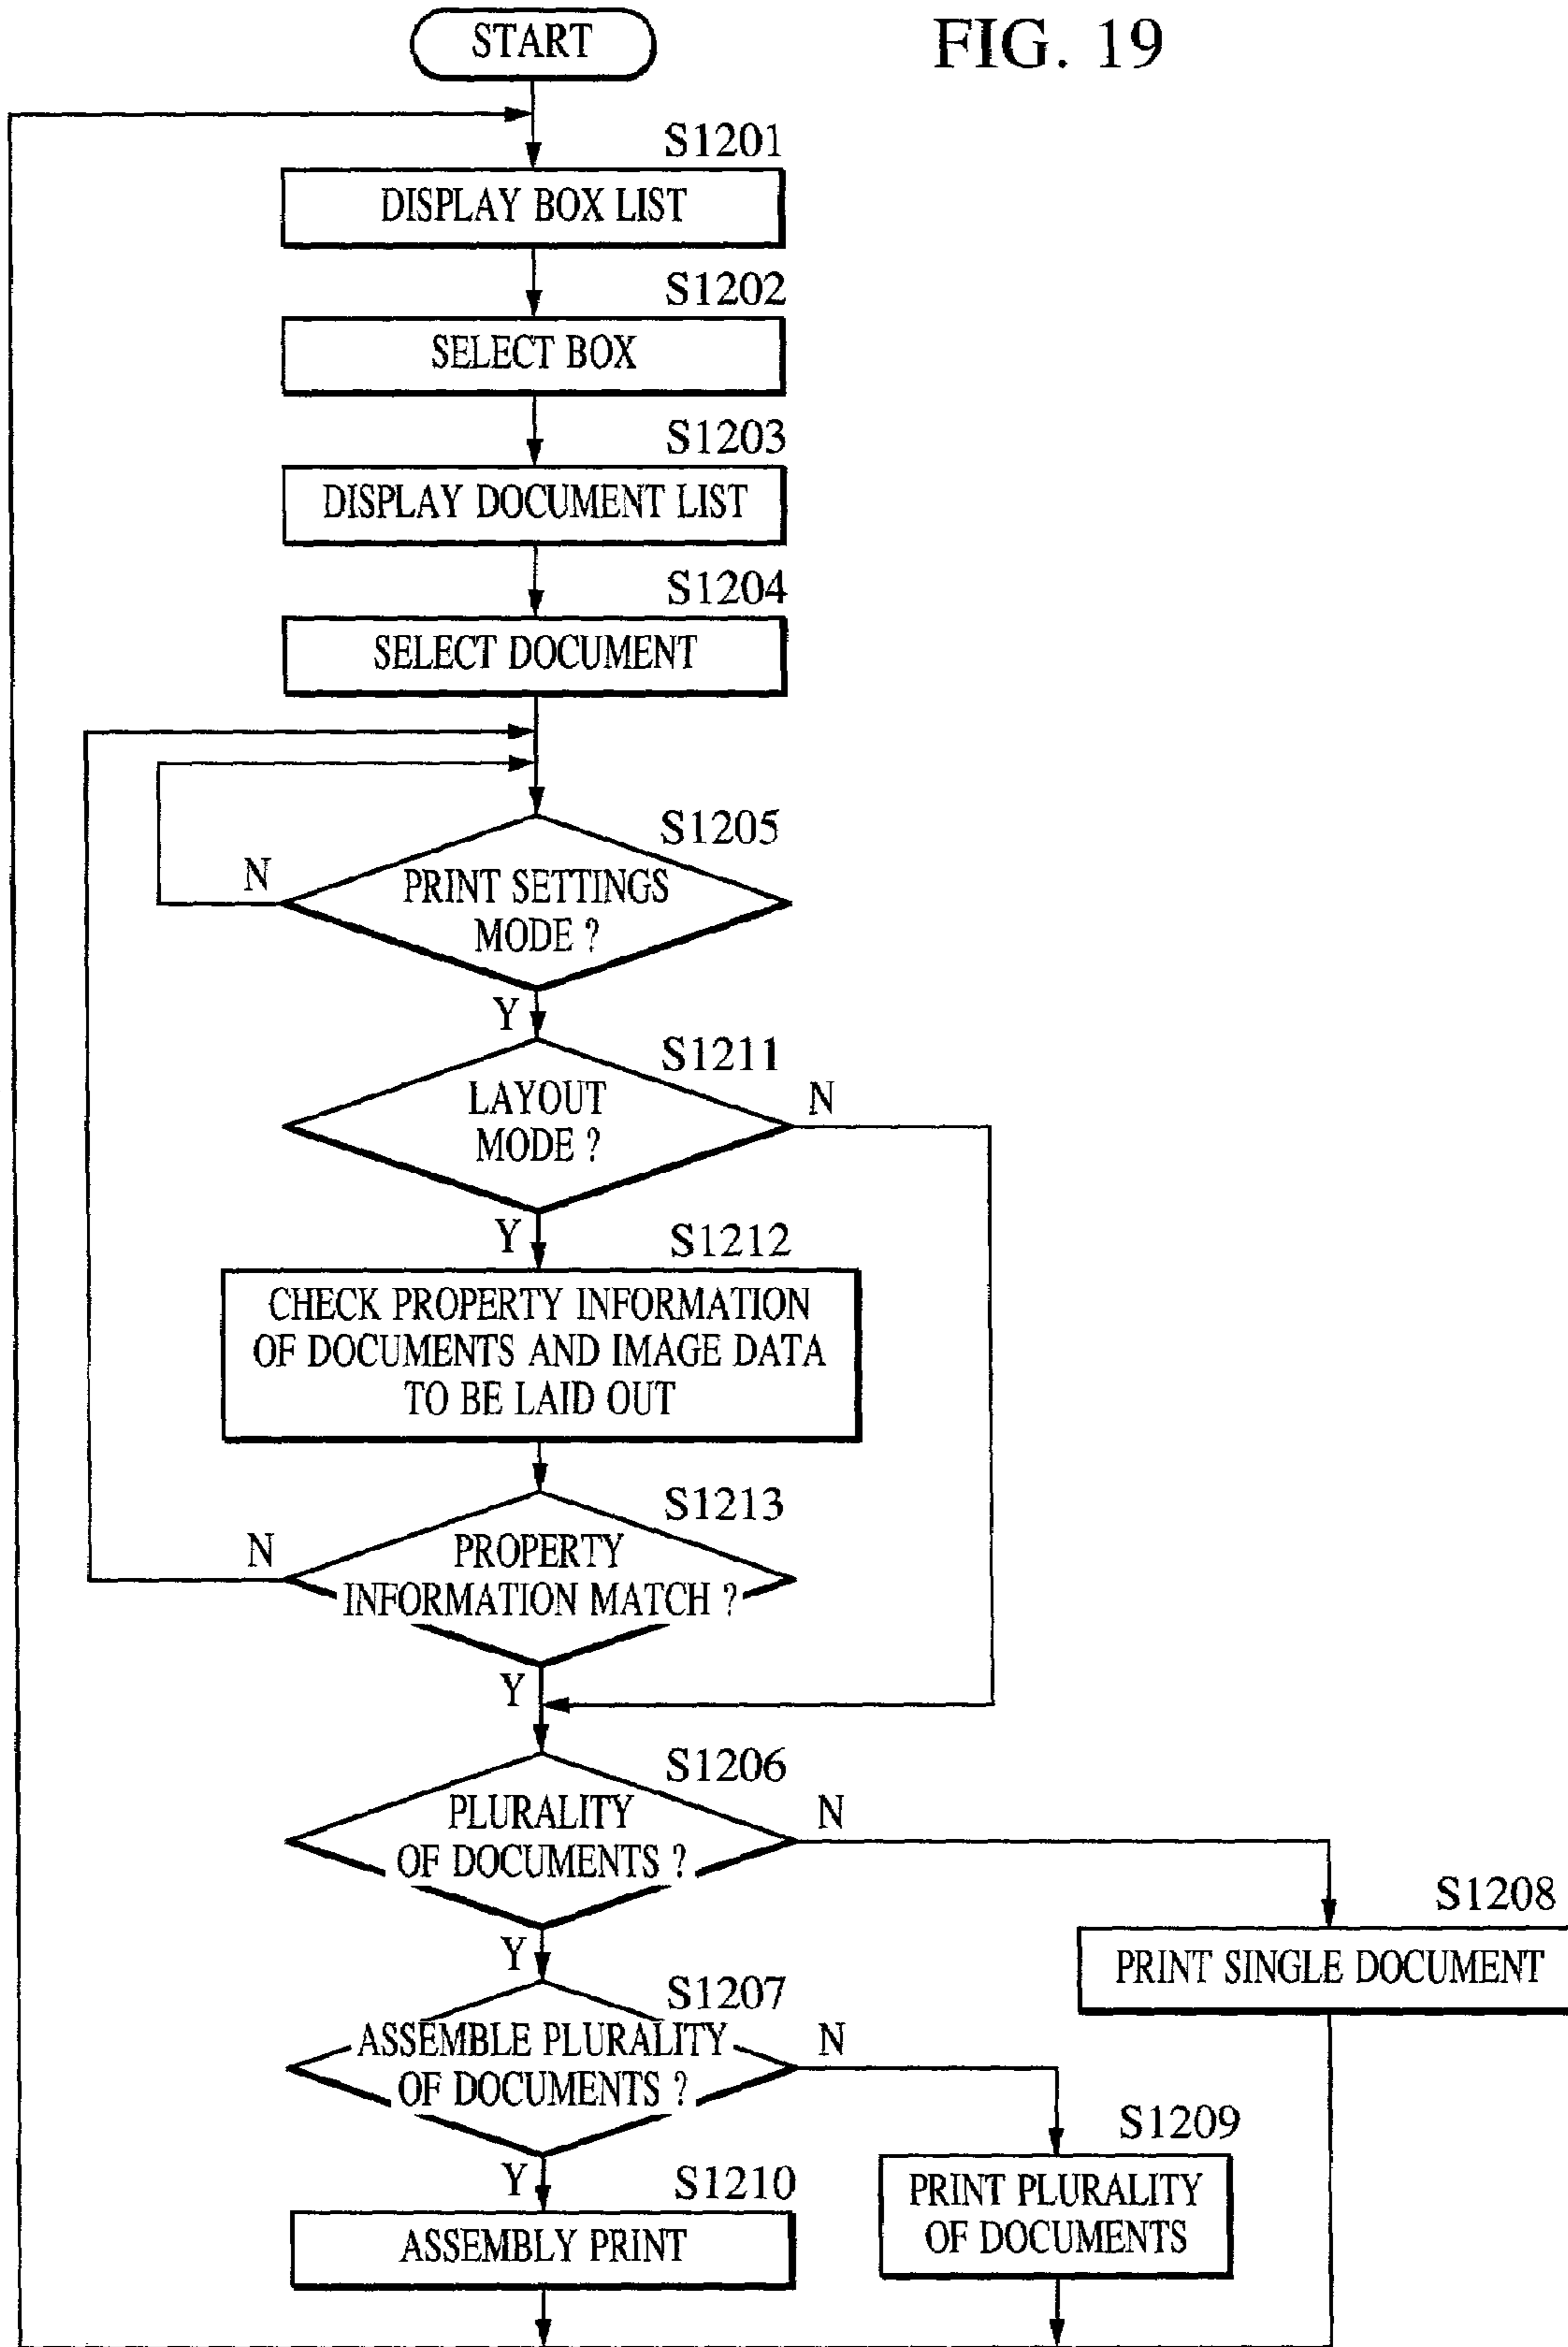 START
FIG. 19
S1201
DISPLAY BOX LIST
S1202
SELECT BOX
S1203
DISPLAY DOCUMENT LIST
S1204
SELECT DOCUMENT
S1205
N
PRINT SETTINGS
MODE ?
Y
S1211
LAYOUT
MODE ?
N
Y
S1212
CHECK PROPERTY INFORMATION
OF DOCUMENTS AND IMAGE DATA
TO BE LAID OUT
S1213
N
PROPERTY
INFORMATION MATCH ?
Y
S1206
PLURALITY
OF DOCUMENTS ?
N
S1208
PRINT SINGLE DOCUMENT
Y
S1207
ASSEMBLE PLURALITY
OF DOCUMENTS ?
N
S1209
PRINT PLURALITY
OF DOCUMENTS
Y
S1210
ASSEMBLY PRINT